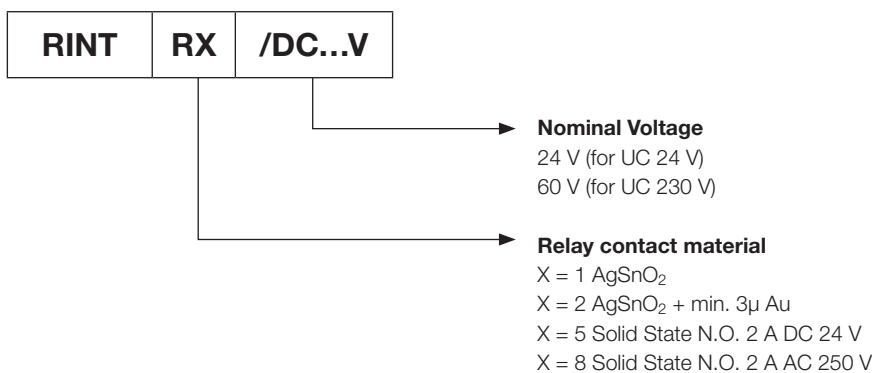 RINT RX /DC...V
Nominal Voltage
24 V (for UC 24 V)
60 V (for UC 230 V)
Relay contact material
X = 1 AgSnO₂
X = 2 AgSnO₂ + min. 3µ Au
X = 5 Solid State N.O. 2 A DC 24 V
X = 8 Solid State N.O. 2 A AC 250 V